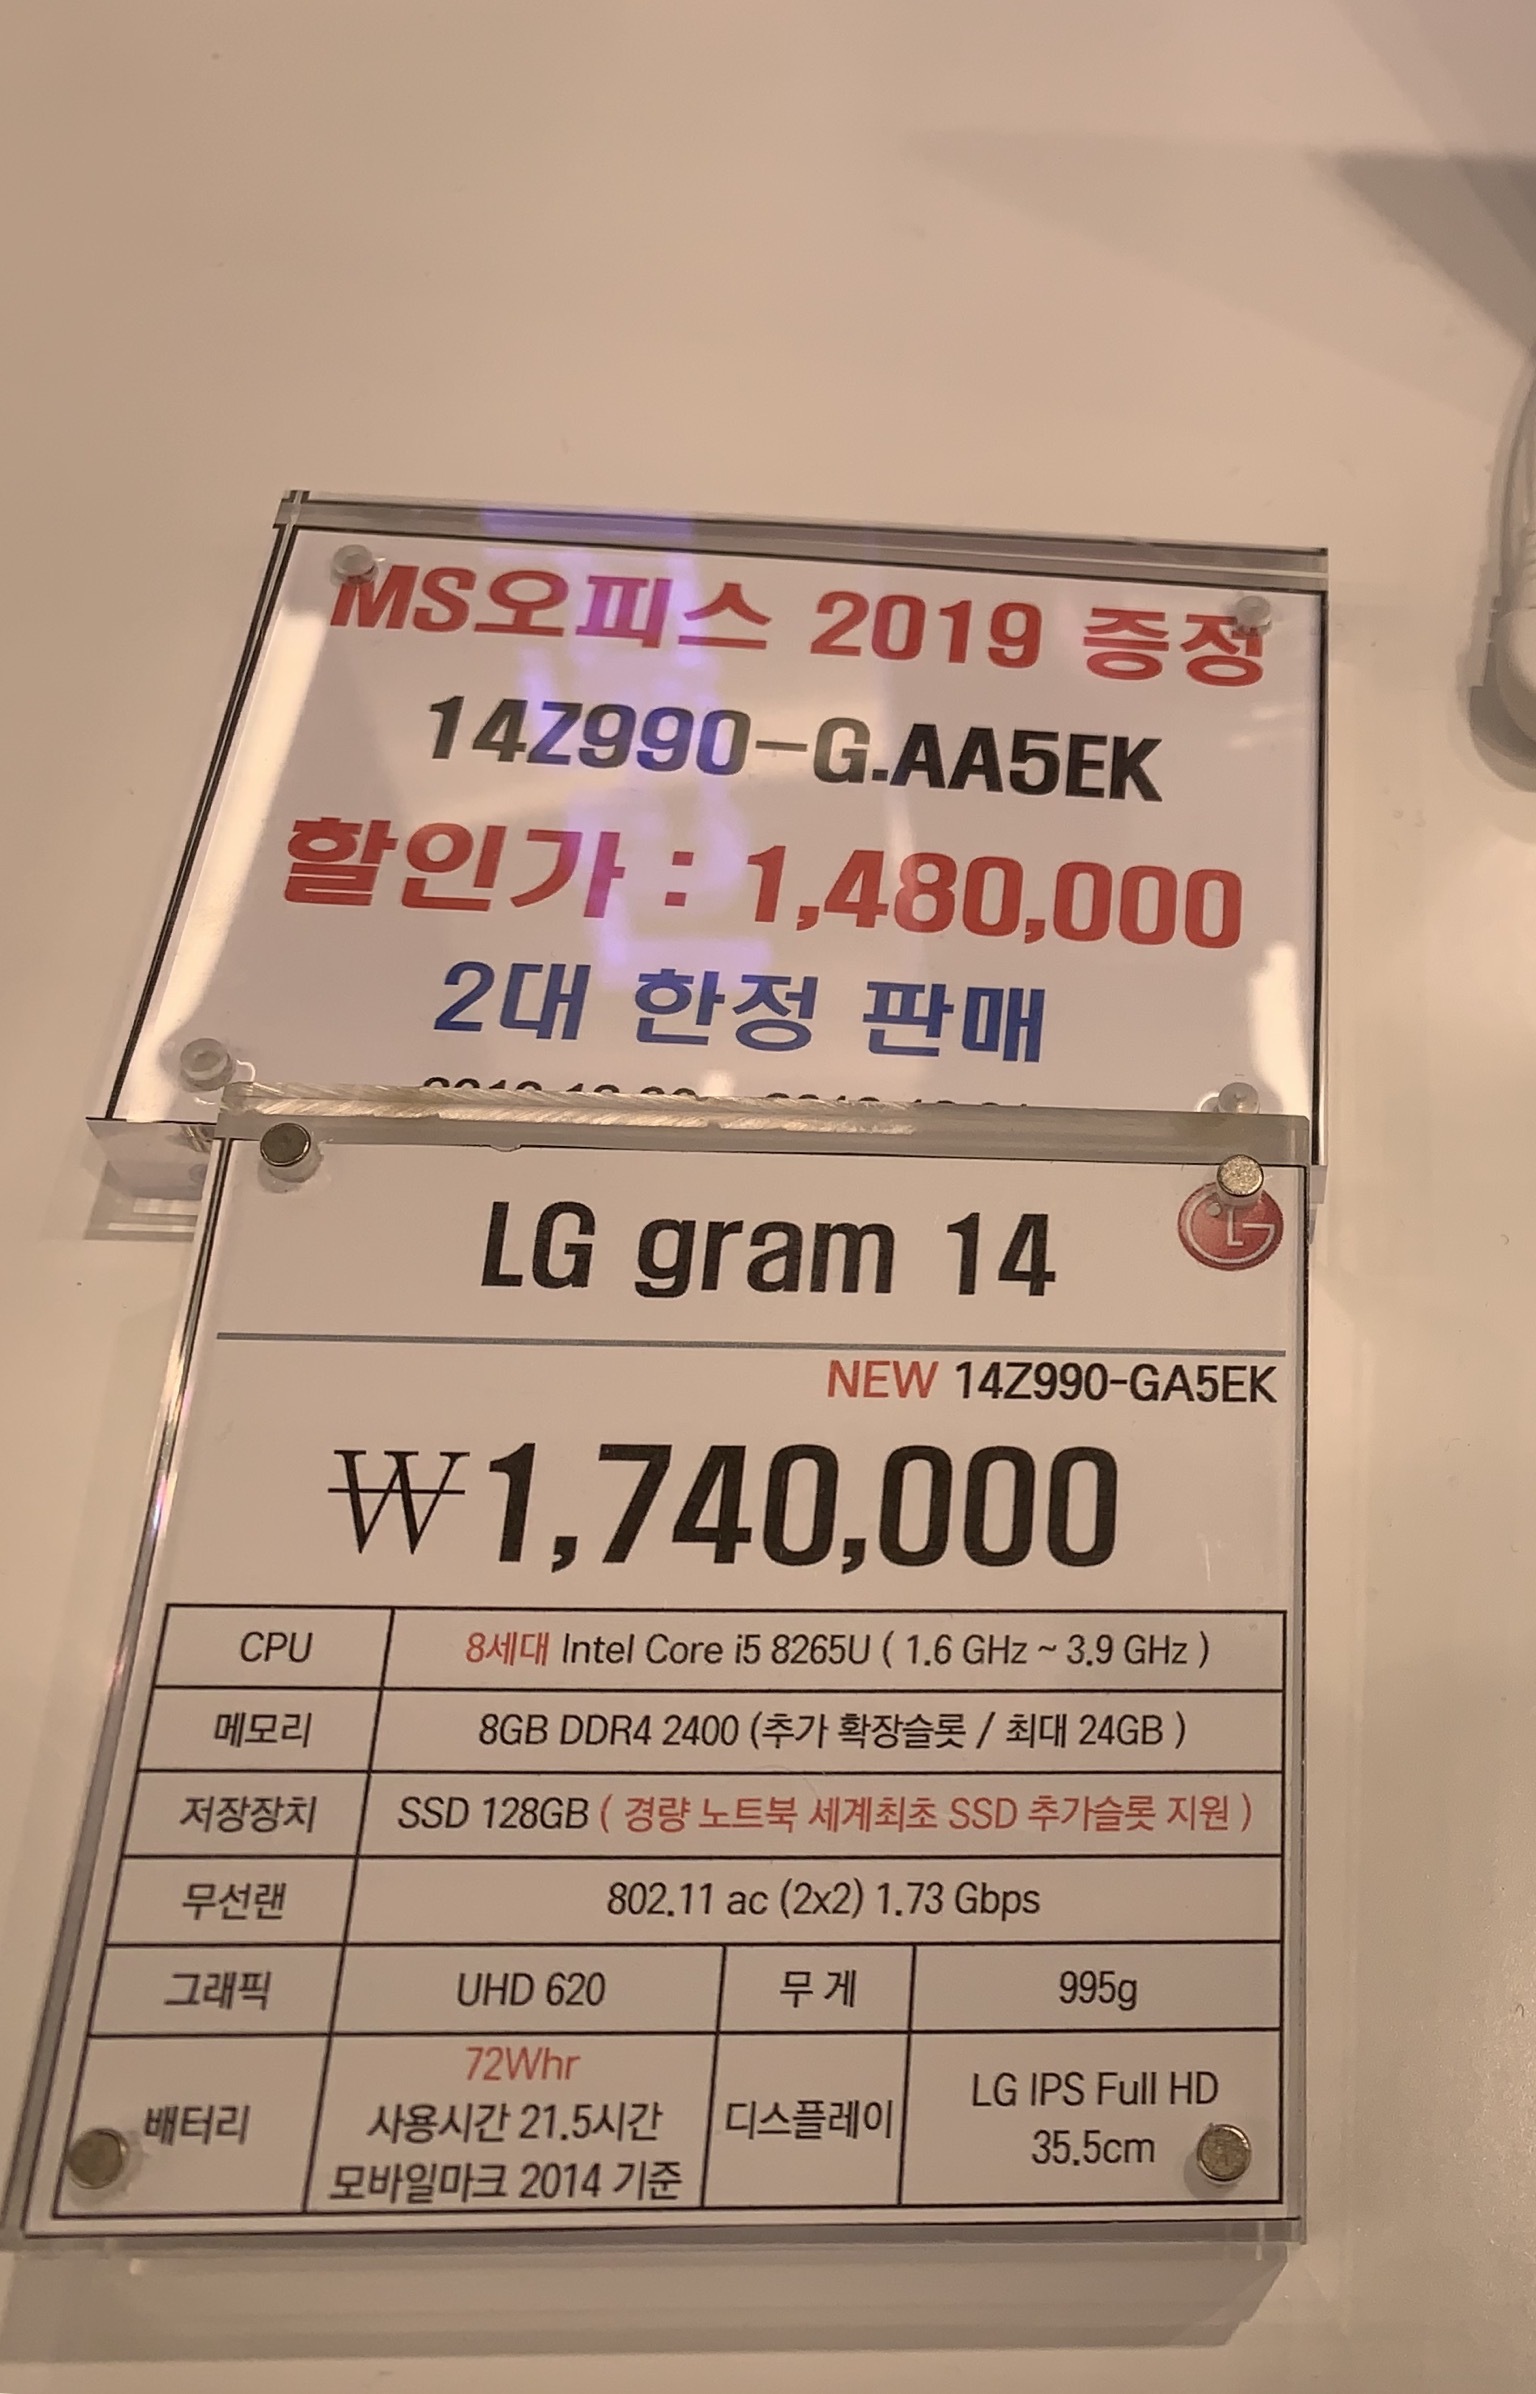 MS오피스 2019 증정
14Z990-G.AA5EK
할인가 : 1,480,000
2대 한정 판매
LG gram 14
LG
NEW 14Z990-GA5EK
₩1,740,000
CPU 8세대 Intel Core i5 8265U ( 1.6 GHz ~ 3.9 GHz )
메모리 8GB DDR4 2400 (추가 확장슬롯 / 최대 24GB )
저장장치 SSD 128GB ( 경량 노트북 세계최초 SSD 추가슬롯 지원 )
무선랜 802.11 ac (2x2) 1.73 Gbps
그래픽 UHD 620 무 게 995g
배터리 72Whr
사용시간 21.5시간
모바일마크 2014 기준
디스플레이 LG IPS Full HD
35.5cm